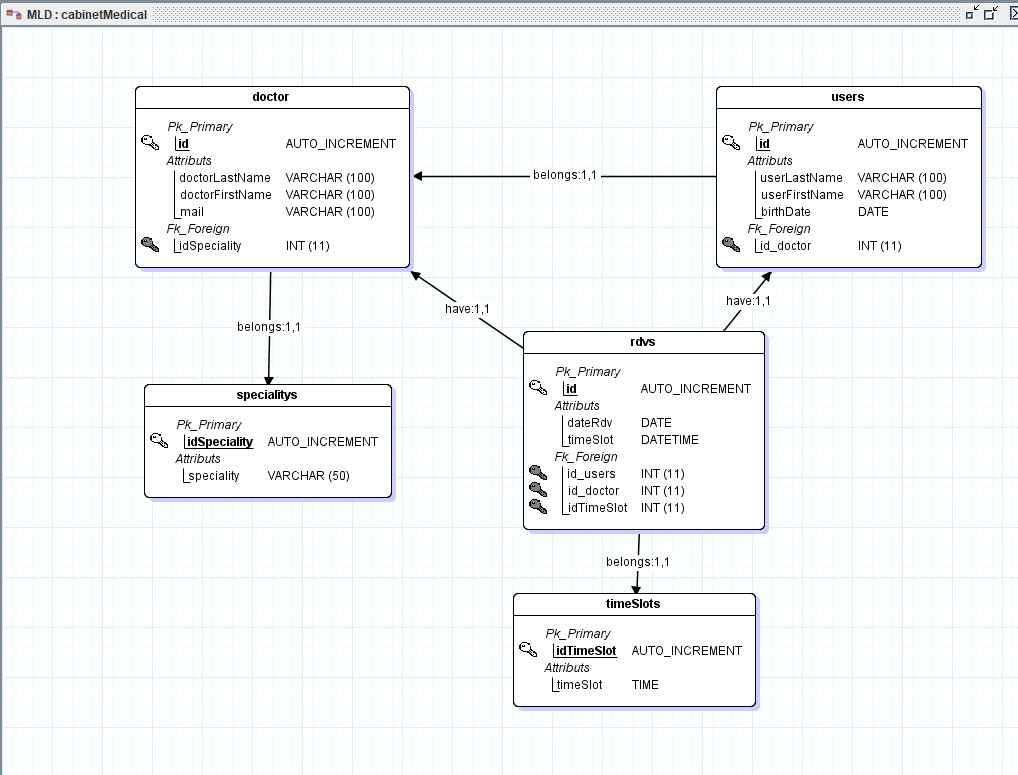 MLD : cabinetMedical
doctor
Pk_Primary
id AUTO_INCREMENT
Attributs
doctorLastName VARCHAR (100)
doctorFirstName VARCHAR (100)
mail VARCHAR (100)
Fk_Foreign
idSpeciality INT (11)
belongs:1,1
users
Pk_Primary
id AUTO_INCREMENT
Attributs
userLastName VARCHAR (100)
userFirstName VARCHAR (100)
birthDate DATE
Fk_Foreign
id_doctor INT (11)
have:1,1
have:1,1
belongs:1,1
rdvs
Pk_Primary
id AUTO_INCREMENT
Attributs
dateRdv DATE
timeSlot DATETIME
Fk_Foreign
id_users INT (11)
id_doctor INT (11)
idTimeSlot INT (11)
specialitys
Pk_Primary
idSpeciality AUTO_INCREMENT
Attributs
speciality VARCHAR (50)
belongs:1,1
timeSlots
Pk_Primary
idTimeSlot AUTO_INCREMENT
Attributs
timeSlot TIME